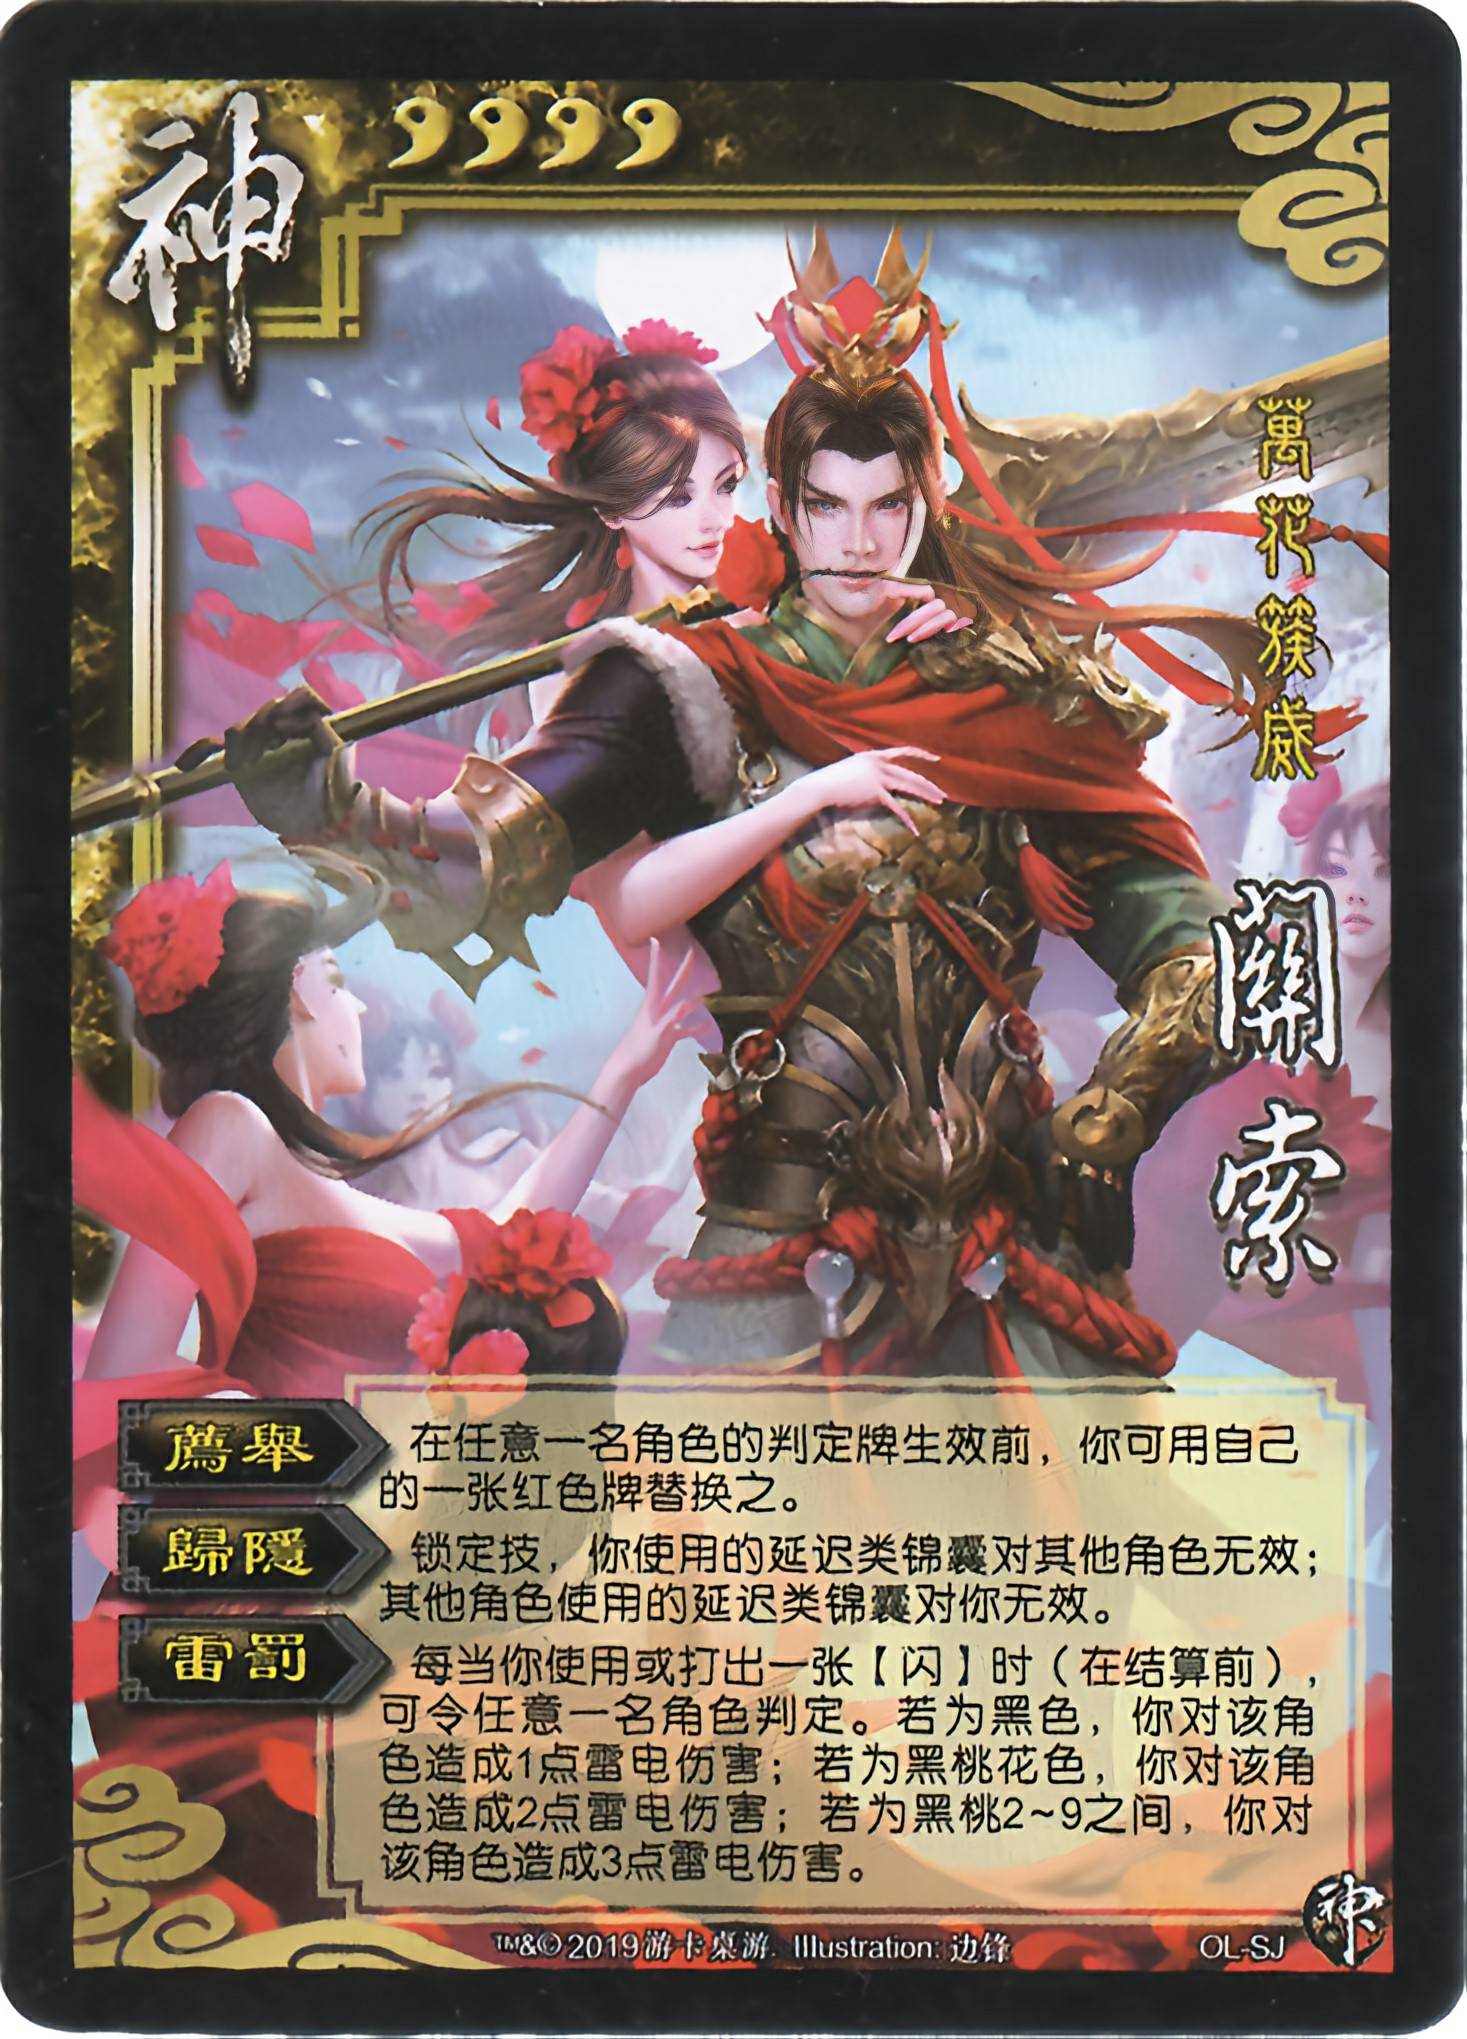 神
萬花簇威
關索
薦舉
在任意一名角色的判定牌生效前，你可用自己
的一张红色牌替换之。
歸隱
锁定技，你使用的延迟类锦囊对其他角色无效；
其他角色使用的延迟类锦囊对你无效。
雷罰
每当你使用或打出一张【闪】时（在结算前），
可令任意一名角色判定。若为黑色，你对该角
色造成1点雷电伤害；若为黑桃花色，你对该角
色造成2点雷电伤害；若为黑桃2~9之间，你对
该角色造成3点雷电伤害。
™&©2019游卡桌游. Illustration: 边锋
OL-SJ
神